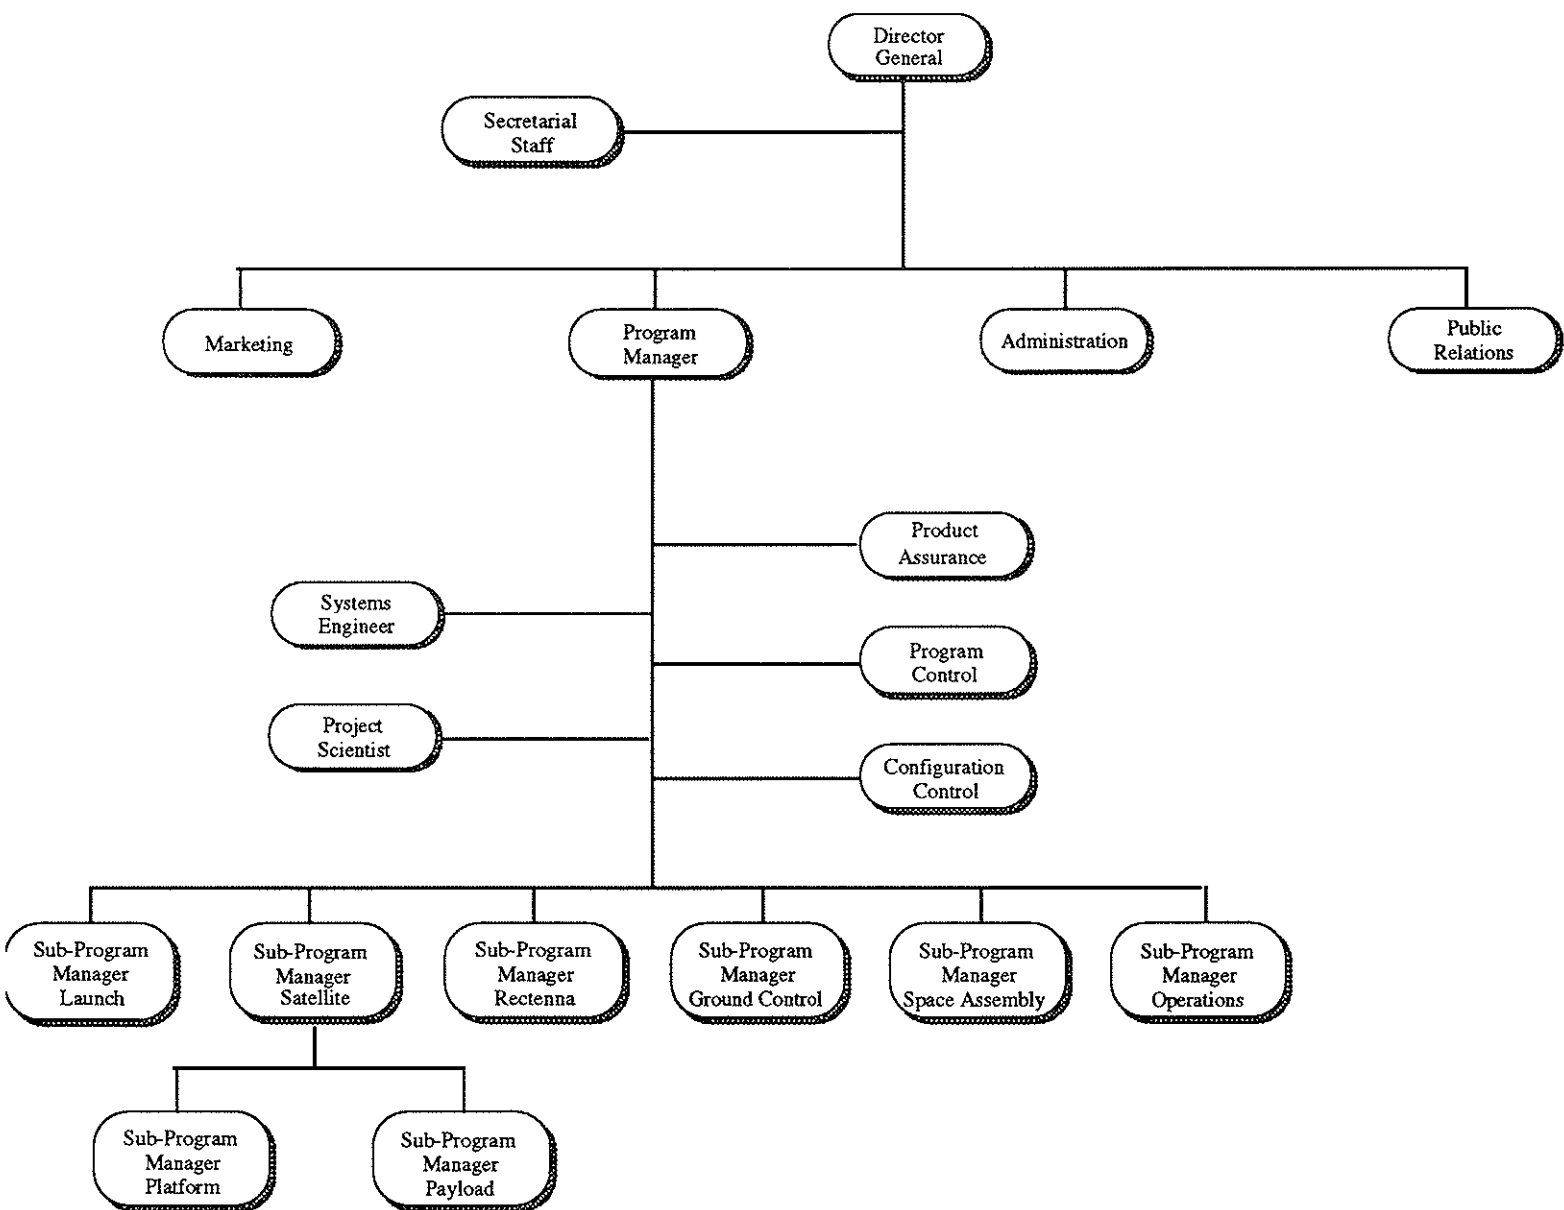 Director
General
Secretarial
Staff
Marketing
Program
Manager
Administration
Public
Relations
Product
Assurance
Systems
Engineer
Program
Control
Project
Scientist
Configuration
Control
Sub-Program
Manager
Launch
Sub-Program
Manager
Satellite
Sub-Program
Manager
Rectenna
Sub-Program
Manager
Ground Control
Sub-Program
Manager
Space Assembly
Sub-Program
Manager
Operations
Sub-Program
Manager
Platform
Sub-Program
Manager
Payload